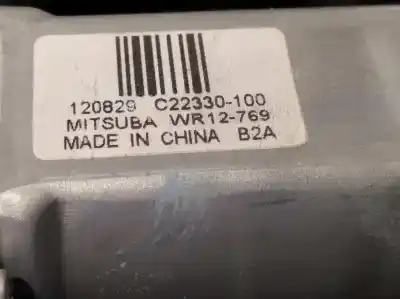 120829 C22330-100
MITSUBA WR12-769
MADE IN CHINA B2A